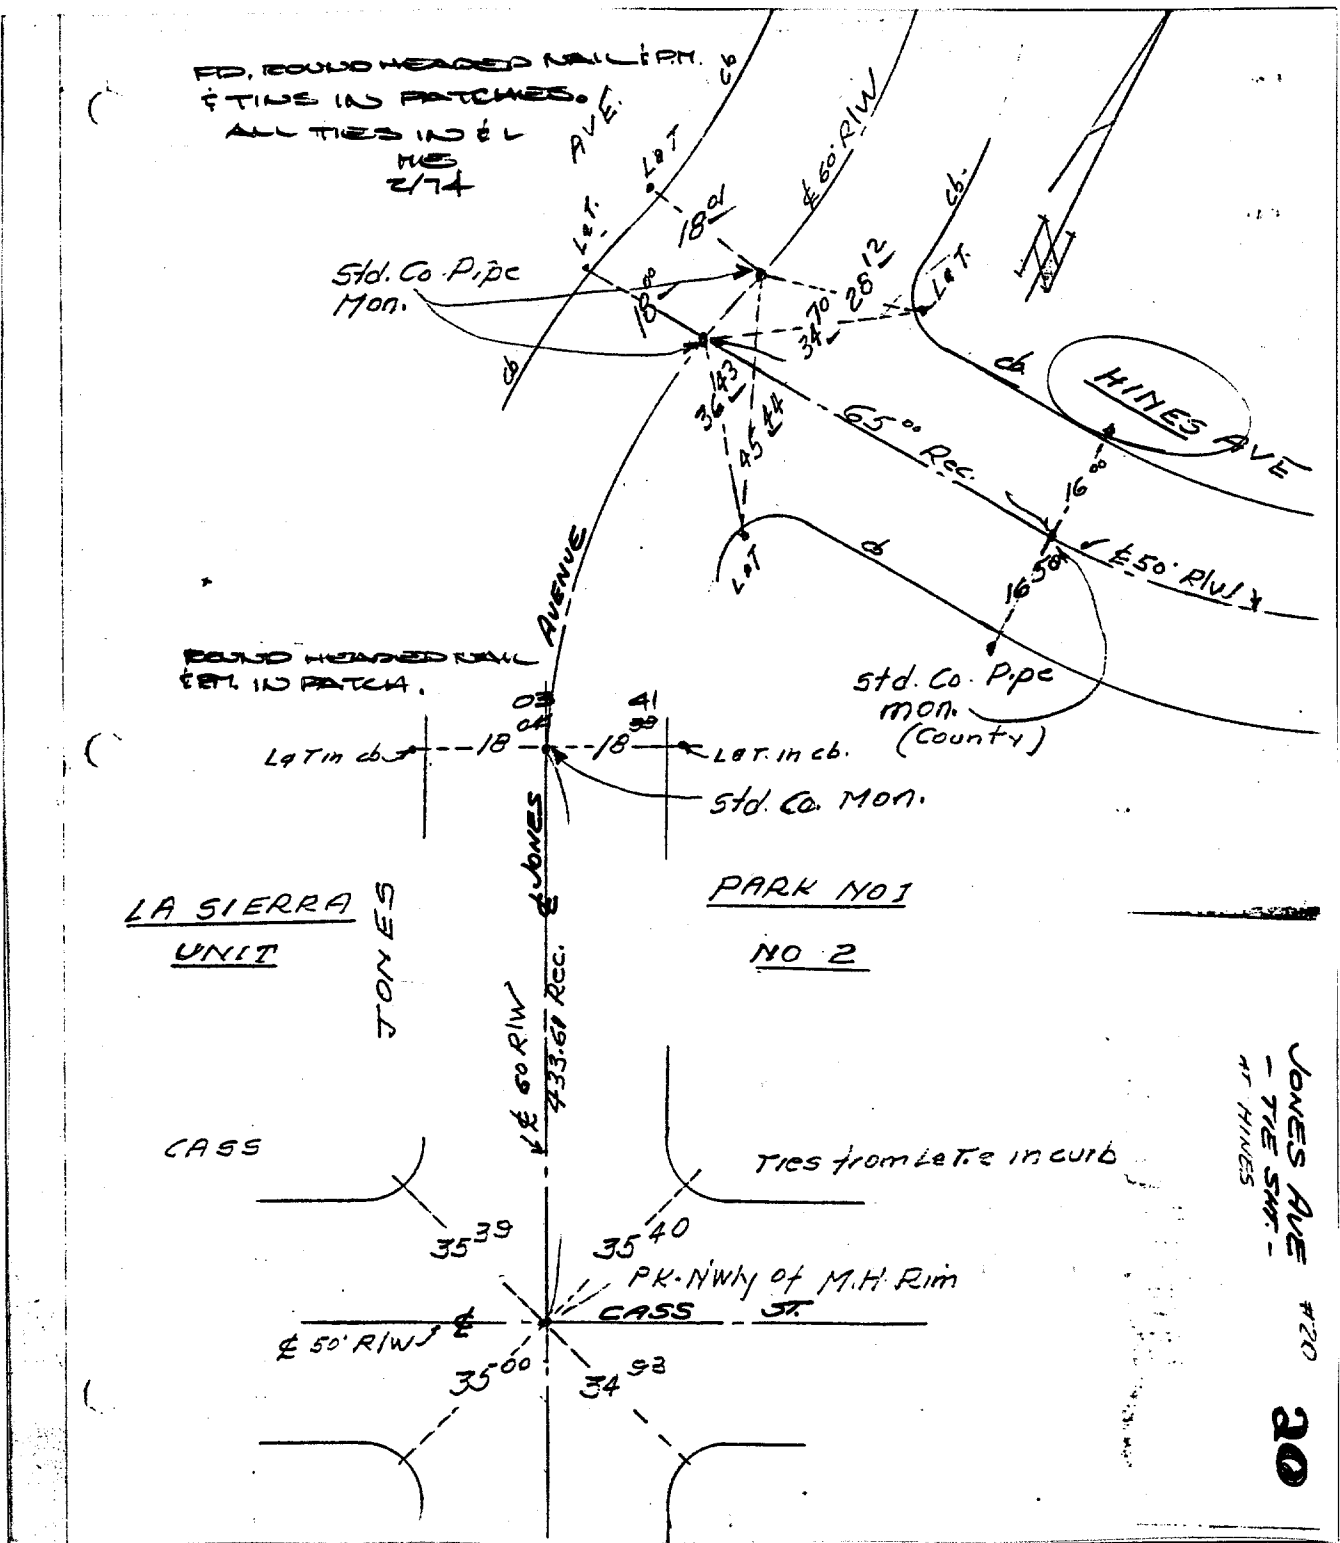 FD. ROUND HEADED NAIL & P.M.
& TINS IN PATCHES.
ALL TIES IN & L
2/74
AVE.
L&T
L&T.
cb
℄ 60' R/W
cb.
18.01
Std. Co. Pipe
Mon.
18.00
28.12
L&T.
34.70
cb
cb
HINES AVE
36.43
45.44
65.00 Rec.
16.00
L&T
cb
℄ 50' R/W
16.50
AVENUE
ROUND HEADED NAIL
& P.M. IN PATCH.
Std. Co. Pipe
mon.
(County)
03
04
41
39
L&T in cb
18
18
L&T. in cb.
Std. Co. Mon.
℄ JONES
LA SIERRA
PARK NO 1
UNIT
NO 2
JONES
℄ 60 R/W
433.61 Rec.
JONES AVE #20
- TIE SHT. -
AT HINES
20
CASS
Ties from L&T.s in curb
35.39
35.40
PK. NWly of M.H. Rim
℄ CASS ST.
℄ 50' R/W
35.00
34.93